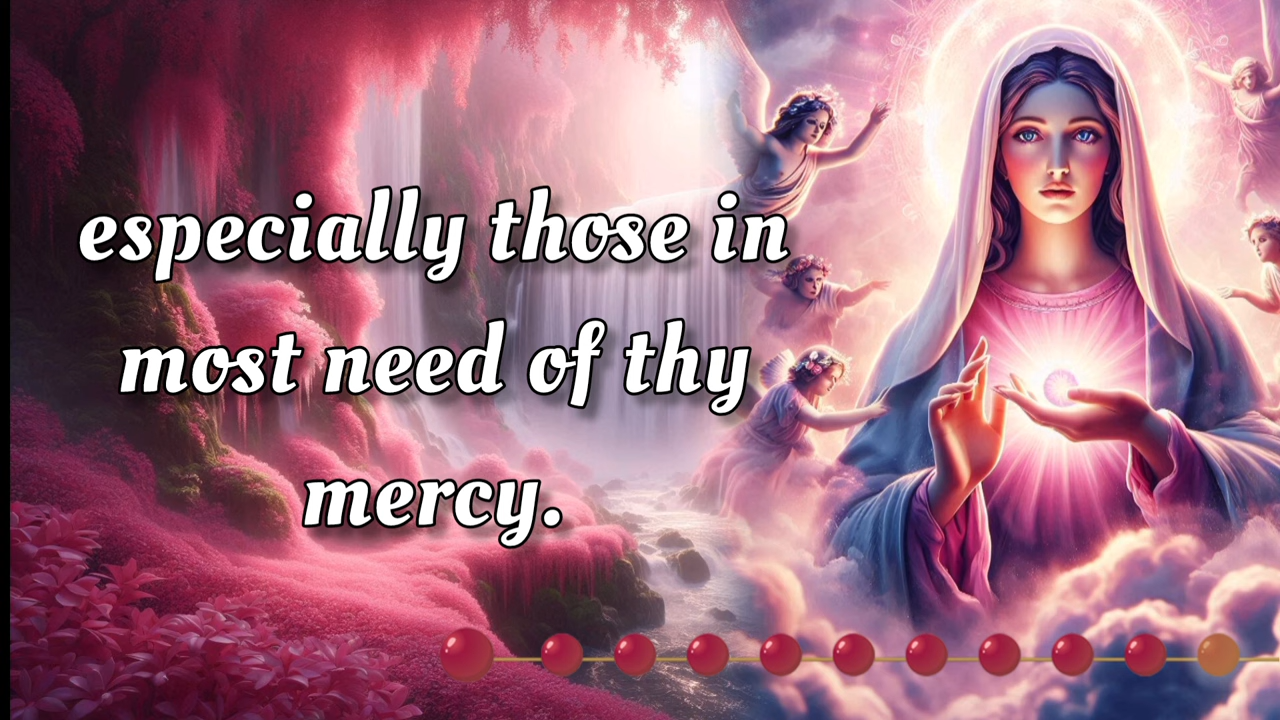 especially those in
most need of thy
mercy.